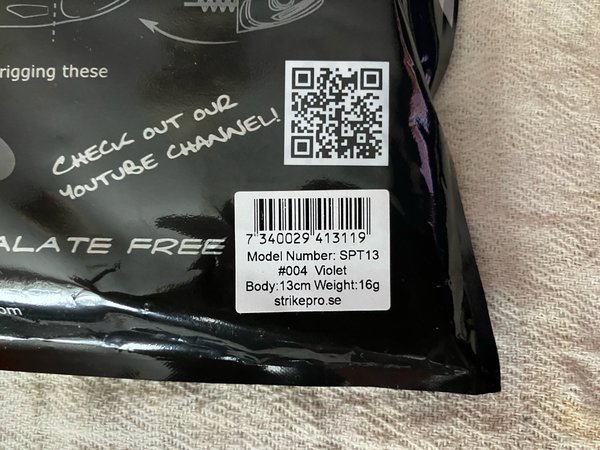 rigging these
CHECK OUT OUR
YOUTUBE CHANNEL!
ALATE FREE
7 340029 413119
Model Number: SPT13
#004 Violet
Body:13cm Weight:16g
strikepro.se
om